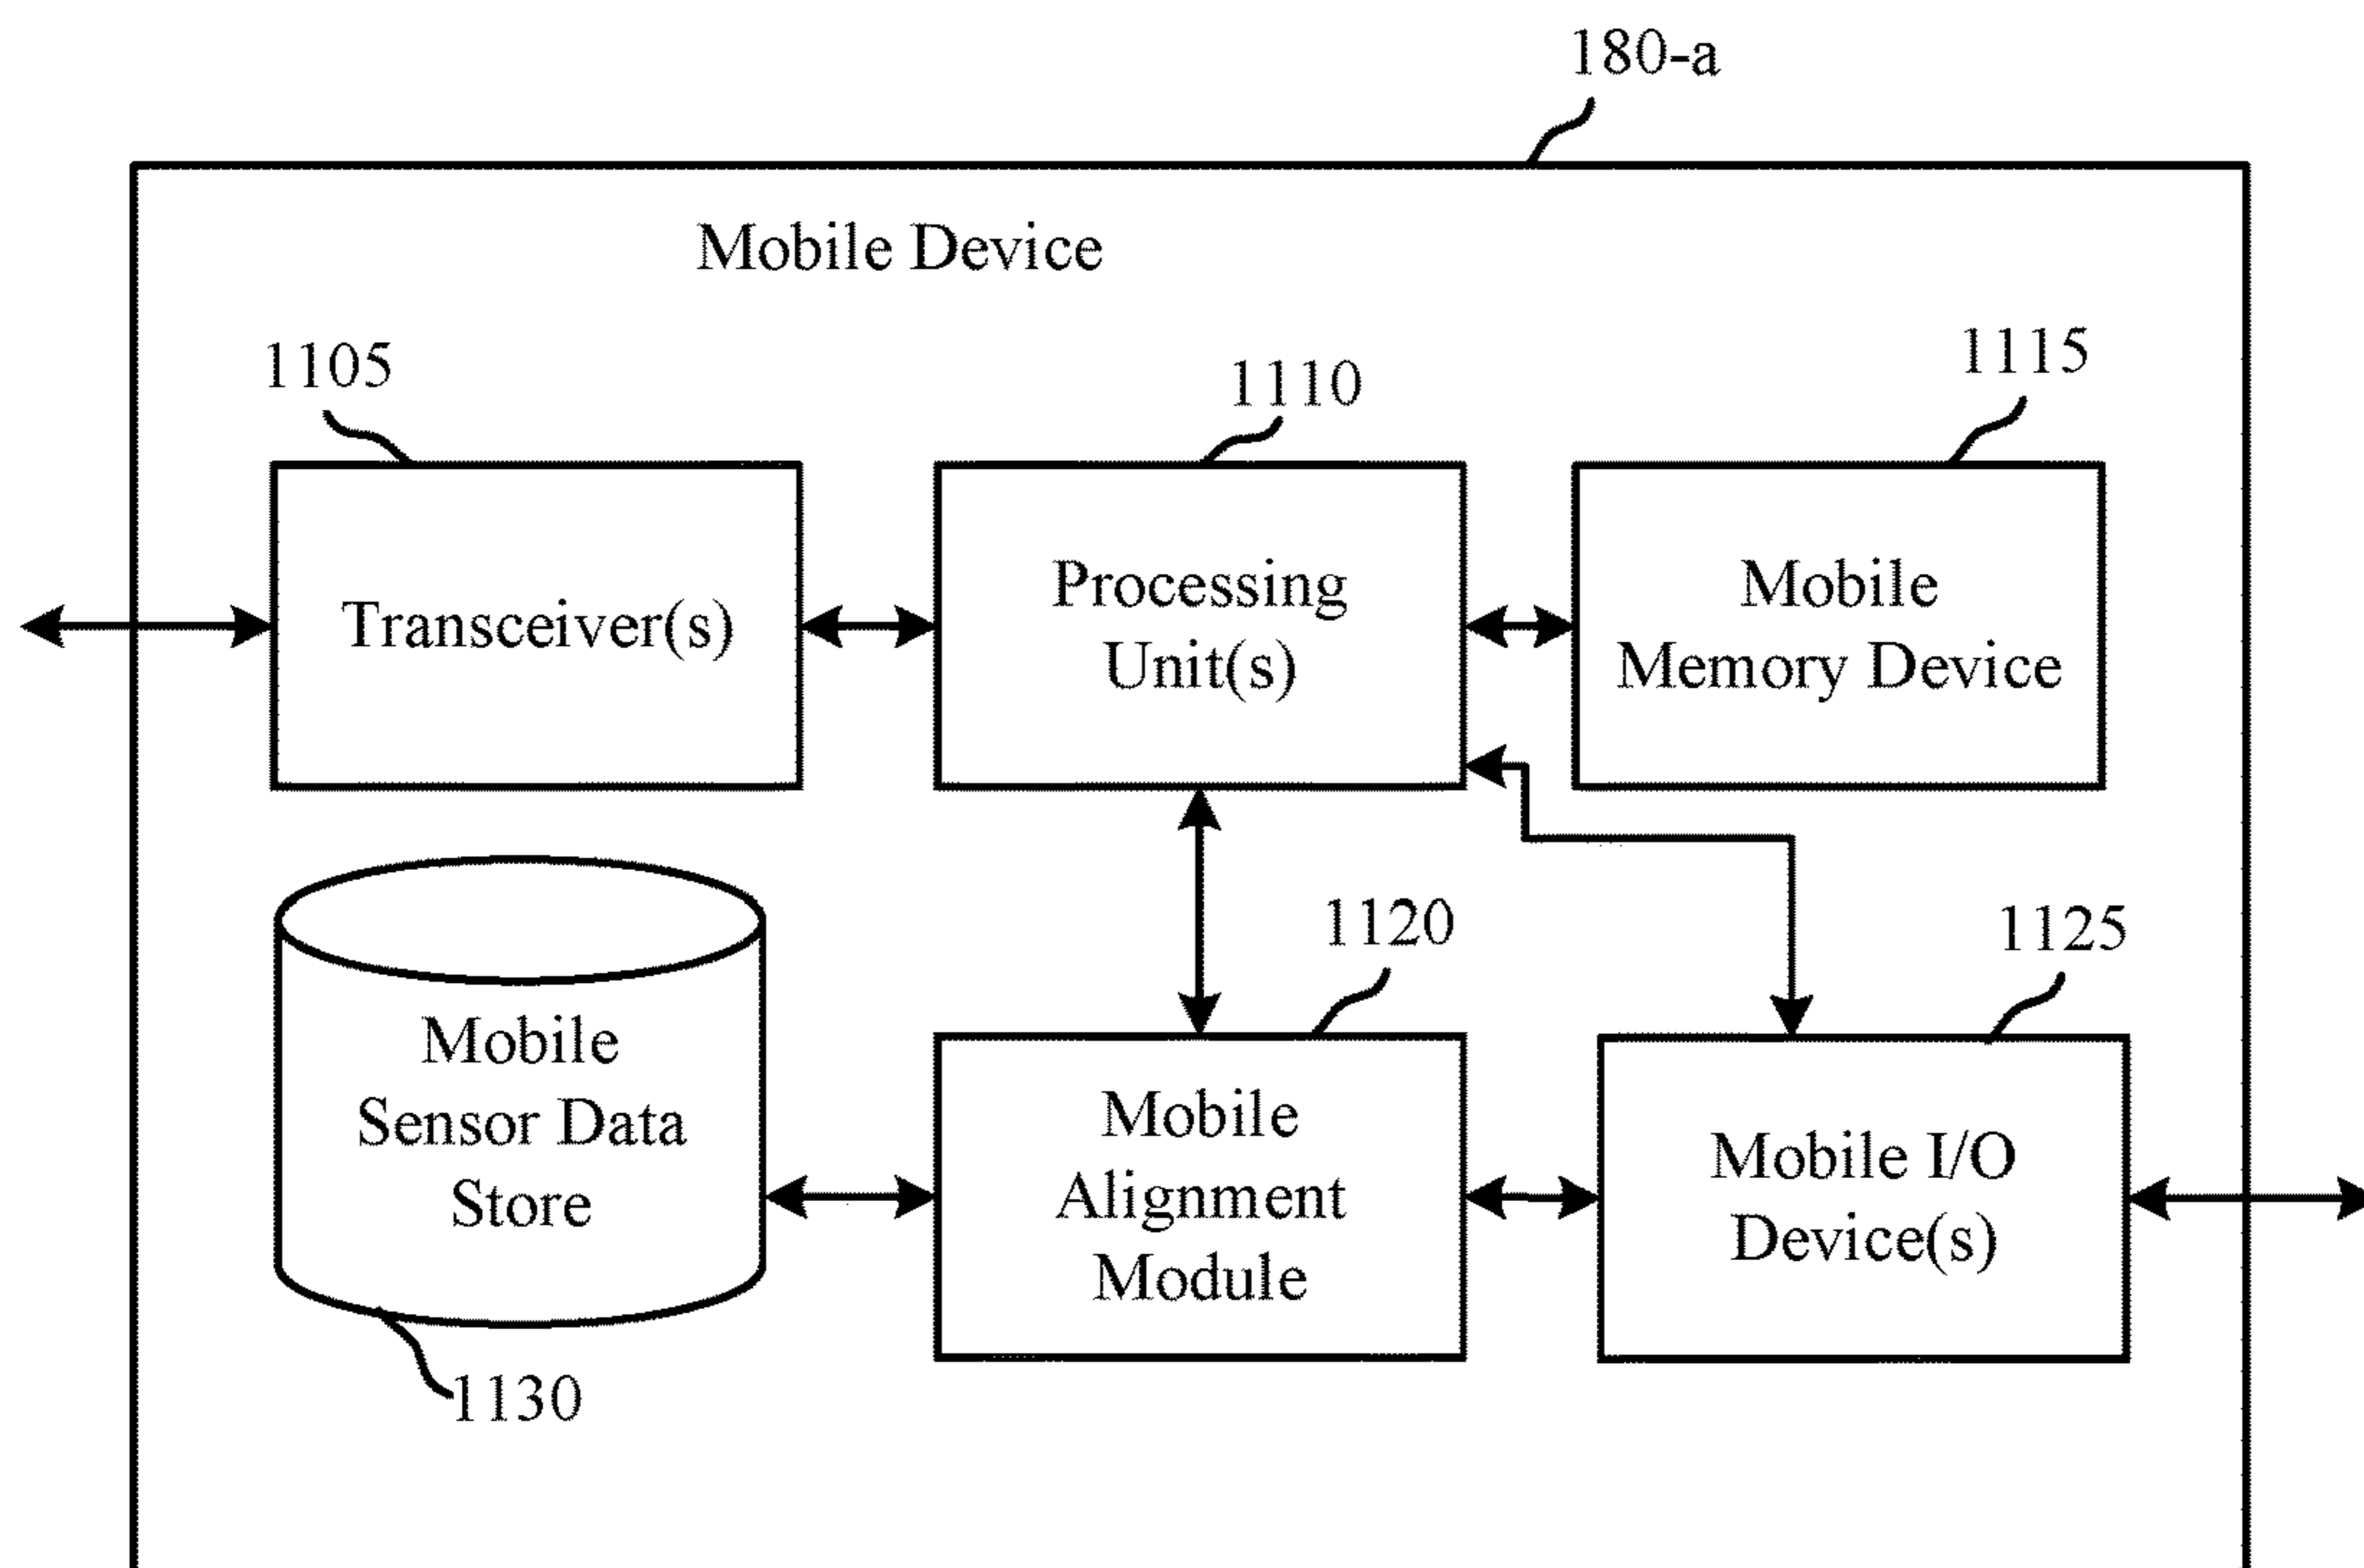 180-a
Mobile Device
1105
1110
1115
Transceiver(s)
Processing
Unit(s)
Mobile
Memory Device
1120
1125
Mobile
Sensor Data
Store
Mobile
Alignment
Module
Mobile I/O
Device(s)
1130